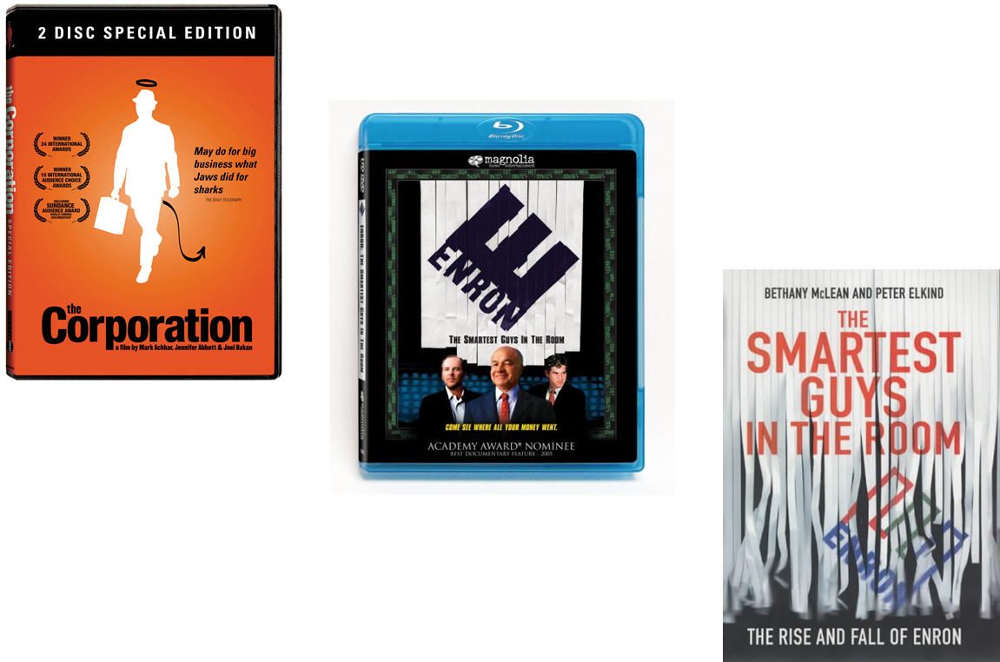 2 DISC SPECIAL EDITION
the Corporation SPECIAL EDITION
WINNER
24 INTERNATIONAL
AWARDS
WINNER
10 INTERNATIONAL
AUDIENCE CHOICE
AWARDS
INCLUDING
SUNDANCE
AUDIENCE AWARD
WORLD CINEMA
DOCUMENTARY
May do for big
business what
Jaws did for
sharks
THE DAILY TELEGRAPH
the
Corporation
a film by Mark Achbar, Jennifer Abbott & Joel Bakan
Blu-ray Disc
magnolia
home entertainment
ENRON
THE SMARTEST GUYS IN THE ROOM
ENRON: THE SMARTEST GUYS IN THE ROOM
COME SEE WHERE ALL YOUR MONEY WENT.
ACADEMY AWARD® NOMINEE
BEST DOCUMENTARY FEATURE - 2005
BETHANY McLEAN AND PETER ELKIND
THE
SMARTEST
GUYS
IN THE ROOM
ENRON
THE RISE AND FALL OF ENRON